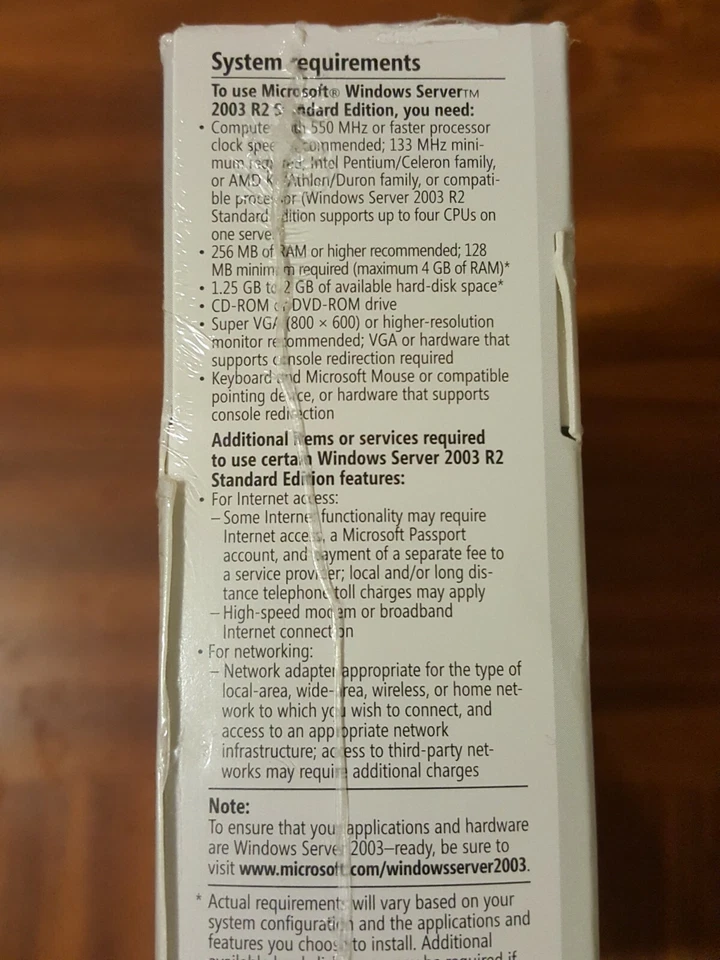 System requirements
To use Microsoft® Windows Server™
2003 R2 Standard Edition, you need:
• Computer with 550 MHz or faster processor
clock speed recommended; 133 MHz mini-
mum required; Intel Pentium/Celeron family,
or AMD K6/Athlon/Duron family, or compati-
ble processor (Windows Server 2003 R2
Standard Edition supports up to four CPUs on
one server)
• 256 MB of RAM or higher recommended; 128
MB minimum required (maximum 4 GB of RAM)*
• 1.25 GB to 2 GB of available hard-disk space*
• CD-ROM or DVD-ROM drive
• Super VGA (800 × 600) or higher-resolution
monitor recommended; VGA or hardware that
supports console redirection required
• Keyboard and Microsoft Mouse or compatible
pointing device, or hardware that supports
console redirection
Additional items or services required
to use certain Windows Server 2003 R2
Standard Edition features:
• For Internet access:
– Some Internet functionality may require
Internet access, a Microsoft Passport
account, and payment of a separate fee to
a service provider; local and/or long dis-
tance telephone toll charges may apply
– High-speed modem or broadband
Internet connection
• For networking:
– Network adapter appropriate for the type of
local-area, wide-area, wireless, or home net-
work to which you wish to connect, and
access to an appropriate network
infrastructure; access to third-party net-
works may require additional charges
Note:
To ensure that your applications and hardware
are Windows Server 2003–ready, be sure to
visit www.microsoft.com/windowsserver2003.
* Actual requirements will vary based on your
system configuration and the applications and
features you choose to install. Additional
available hard-disk be required if